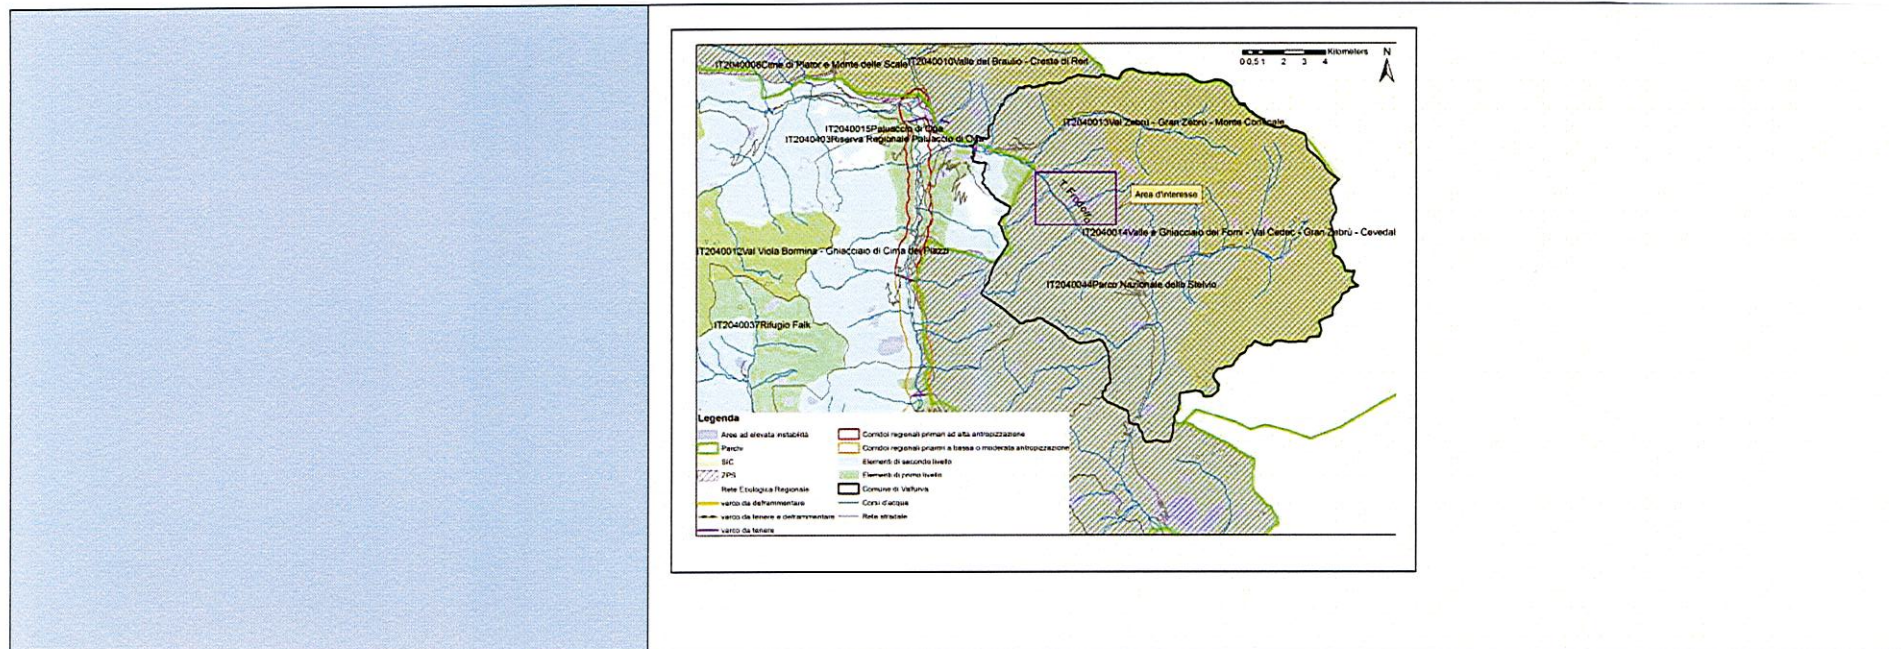 Kilometers
0 0,5 1 2 3 4
N
IT2040008Cime di Plator e Monte delle Scale
IT2040010Valle del Braulio - Cresta di Reit
IT2040013Val Zebrù - Gran Zebrù - Monte Confinale
IT2040015Paluaccio di Oga
IT2040403Riserva Regionale Paluaccio di Oga
T. Frodolfo
Area d'interesse
IT2040014Valle e Ghiacciaio dei Forni - Val Cedec - Gran Zebrù - Cevedal
IT2040012Val Viola Bormina - Ghiacciaio di Cima dei Piazzi
IT2040044Parco Nazionale dello Stelvio
IT2040037Rifugio Falk
Legenda
Aree ad elevata instabilità
Parchi
SIC
ZPS
Rete Ecologica Regionale
varco da deframmentare
varco da tenere e deframmentare
varco da tenere
Corridoi regionali primari ad alta antropizzazione
Corridoi regionali priamri a bassa o moderata antropizzazione
Elementi di secondo livello
Elementi di primo livello
Comune di Valfurva
Corsi d'acqua
Rete stradale